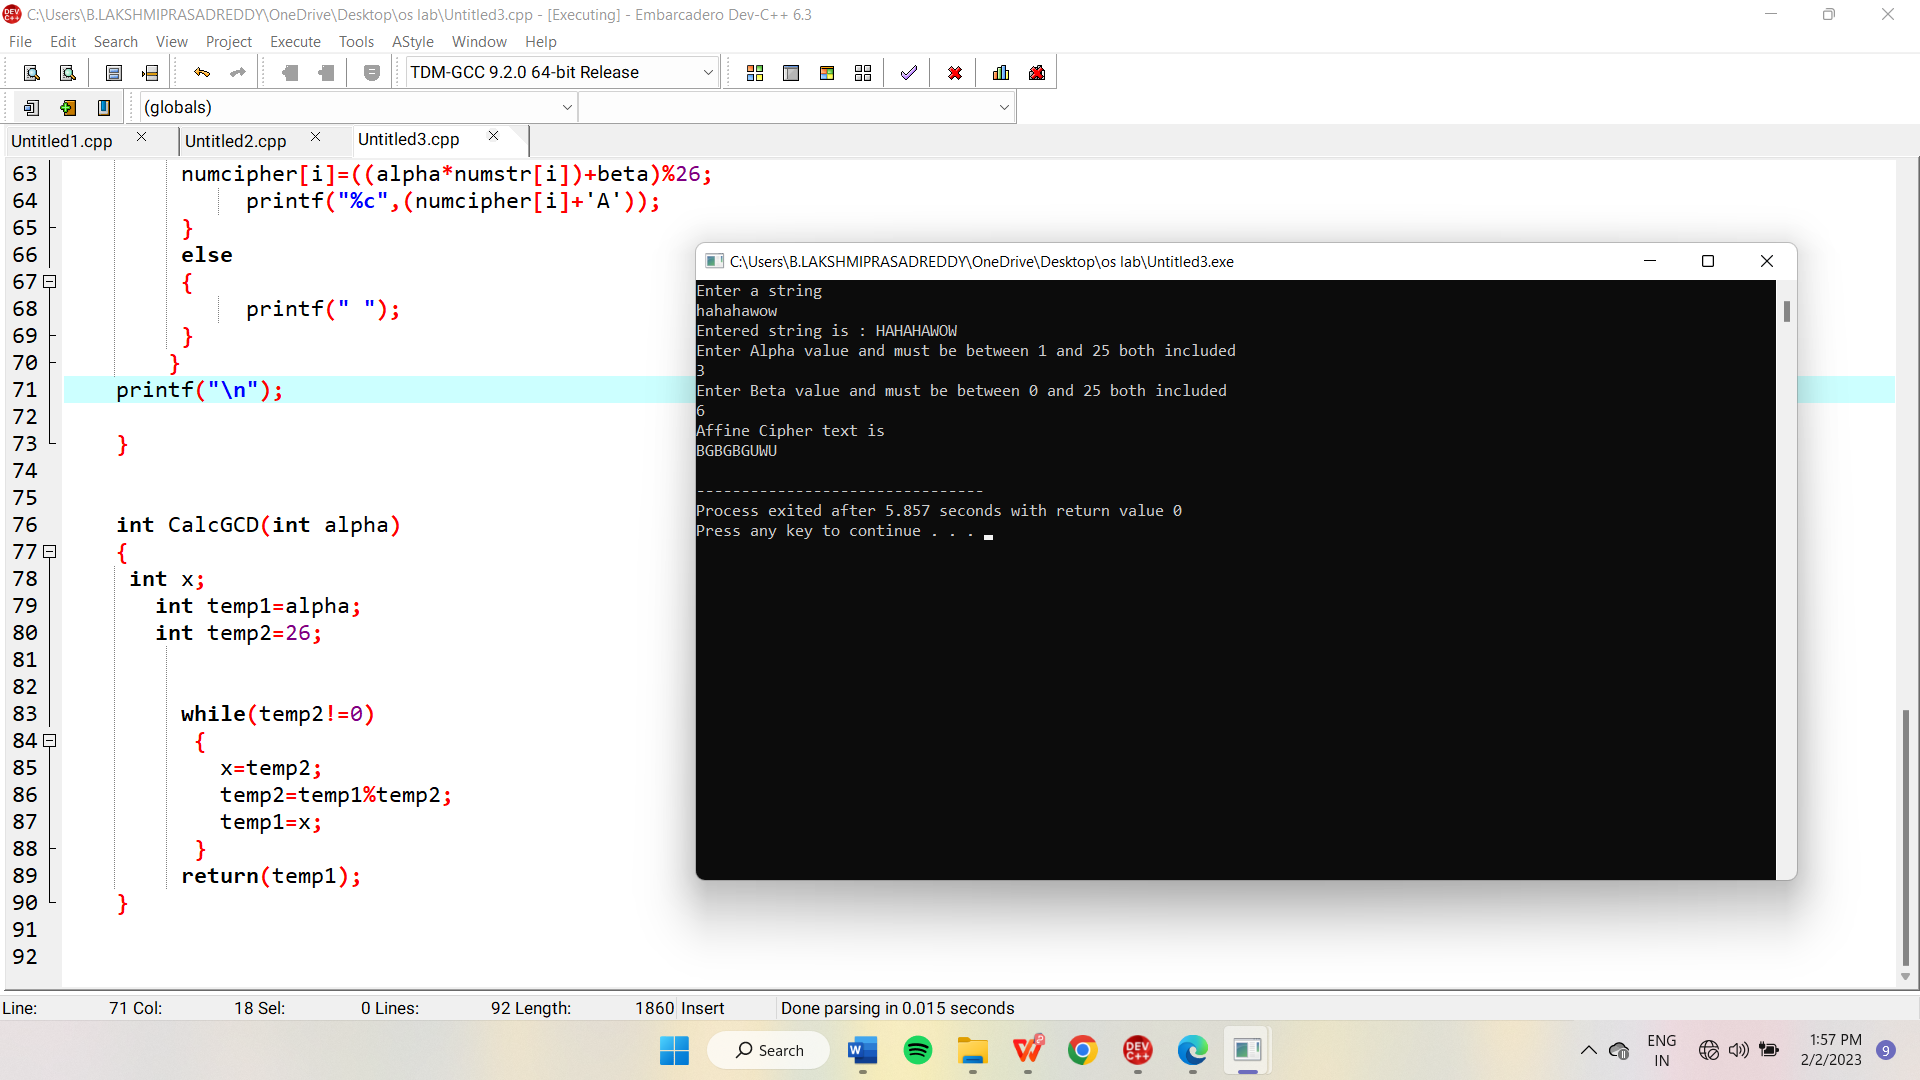 C:\Users\B.LAKSHMIPRASADREDDY\OneDrive\Desktop\os lab\Untitled3.cpp - [Executing] - Embarcadero Dev-C++ 6.3
File Edit Search View Project Execute Tools AStyle Window Help
TDM-GCC 9.2.0 64-bit Release
(globals)
Untitled1.cpp Untitled2.cpp Untitled3.cpp
63 numcipher[i]=((alpha*numstr[i])+beta)%26;
64 printf("%c",(numcipher[i]+'A'));
65 }
66 else
67 {
68 printf(" ");
69 }
70 }
71 printf("\n");
72
73 }
74
75
76 int CalcGCD(int alpha)
77 {
78 int x;
79 int temp1=alpha;
80 int temp2=26;
81
82
83 while(temp2!=0)
84 {
85 x=temp2;
86 temp2=temp1%temp2;
87 temp1=x;
88 }
89 return(temp1);
90 }
91
92
C:\Users\B.LAKSHMIPRASADREDDY\OneDrive\Desktop\os lab\Untitled3.exe
Enter a string
hahahawow
Entered string is : HAHAHAWOW
Enter Alpha value and must be between 1 and 25 both included
3
Enter Beta value and must be between 0 and 25 both included
6
Affine Cipher text is
BGBGBGUWU
--------------------------------
Process exited after 5.857 seconds with return value 0
Press any key to continue . . .
Line: 71 Col: 18 Sel: 0 Lines: 92 Length: 1860 Insert Done parsing in 0.015 seconds
Search
DEV C++
ENG
IN
1:57 PM
2/2/2023
9